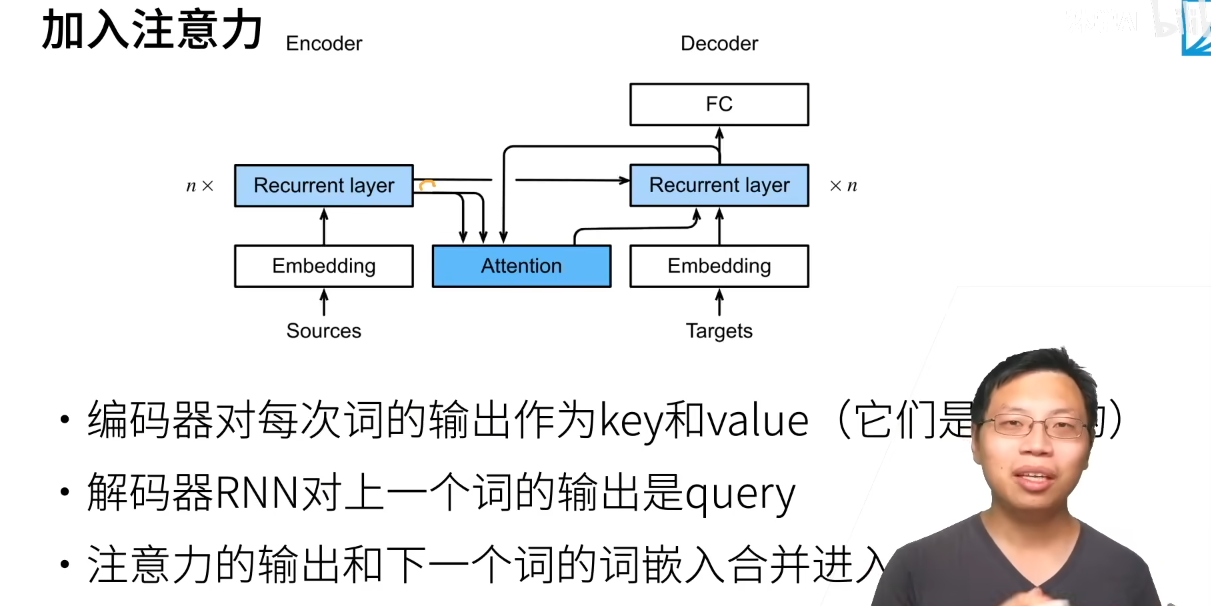 加入注意力
Encoder
Decoder
FC
n ×
Recurrent layer
Recurrent layer
× n
Embedding
Attention
Embedding
Sources
Targets
• 编码器对每次词的输出作为key和value（它们是
• 解码器RNN对上一个词的输出是query
• 注意力的输出和下一个词的词嵌入合并进入